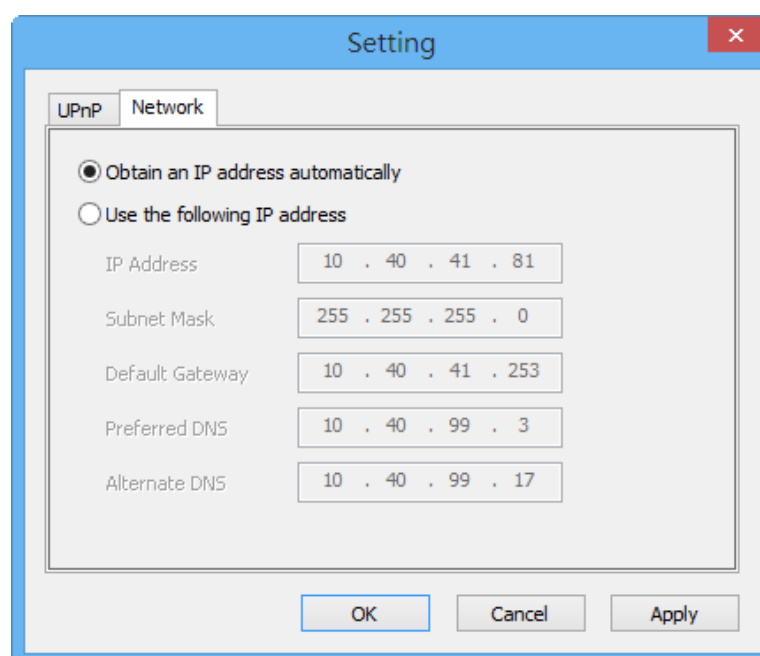 Setting
UPnP Network
Obtain an IP address automatically
Use the following IP address
IP Address 10 . 40 . 41 . 81
Subnet Mask 255 . 255 . 255 . 0
Default Gateway 10 . 40 . 41 . 253
Preferred DNS 10 . 40 . 99 . 3
Alternate DNS 10 . 40 . 99 . 17
OK Cancel Apply